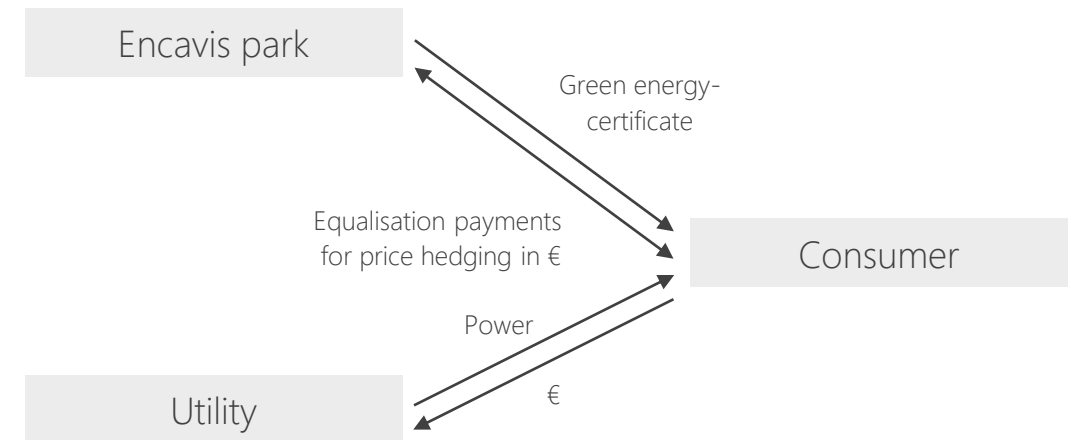 Encavis park
Green energy-
certificate
Equalisation payments
for price hedging in €
Consumer
Power
€
Utility